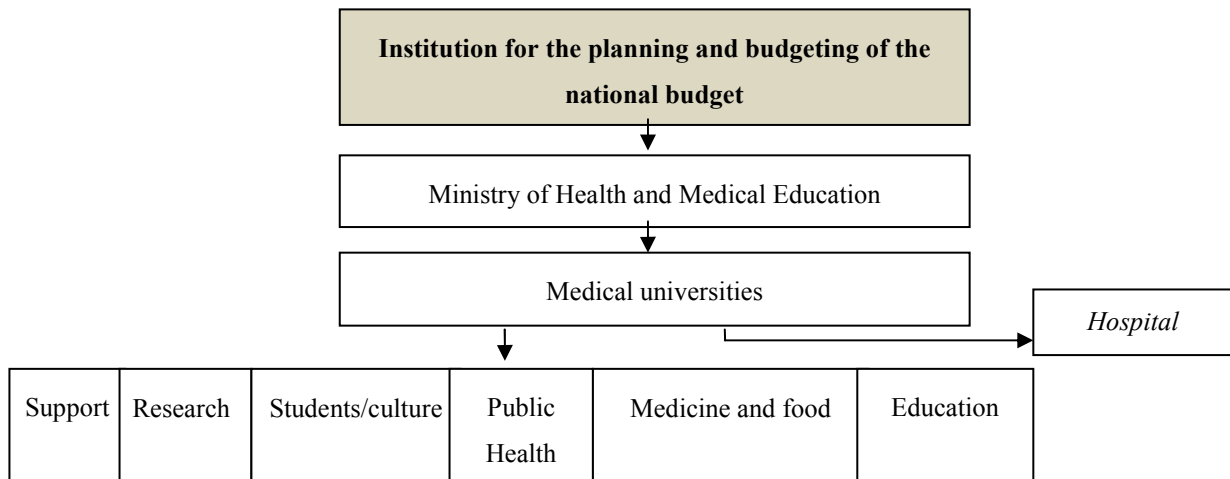 Institution for the planning and budgeting of the
national budget
Ministry of Health and Medical Education
Medical universities
Hospital
Support
Research
Students/culture
Public
Health
Medicine and food
Education